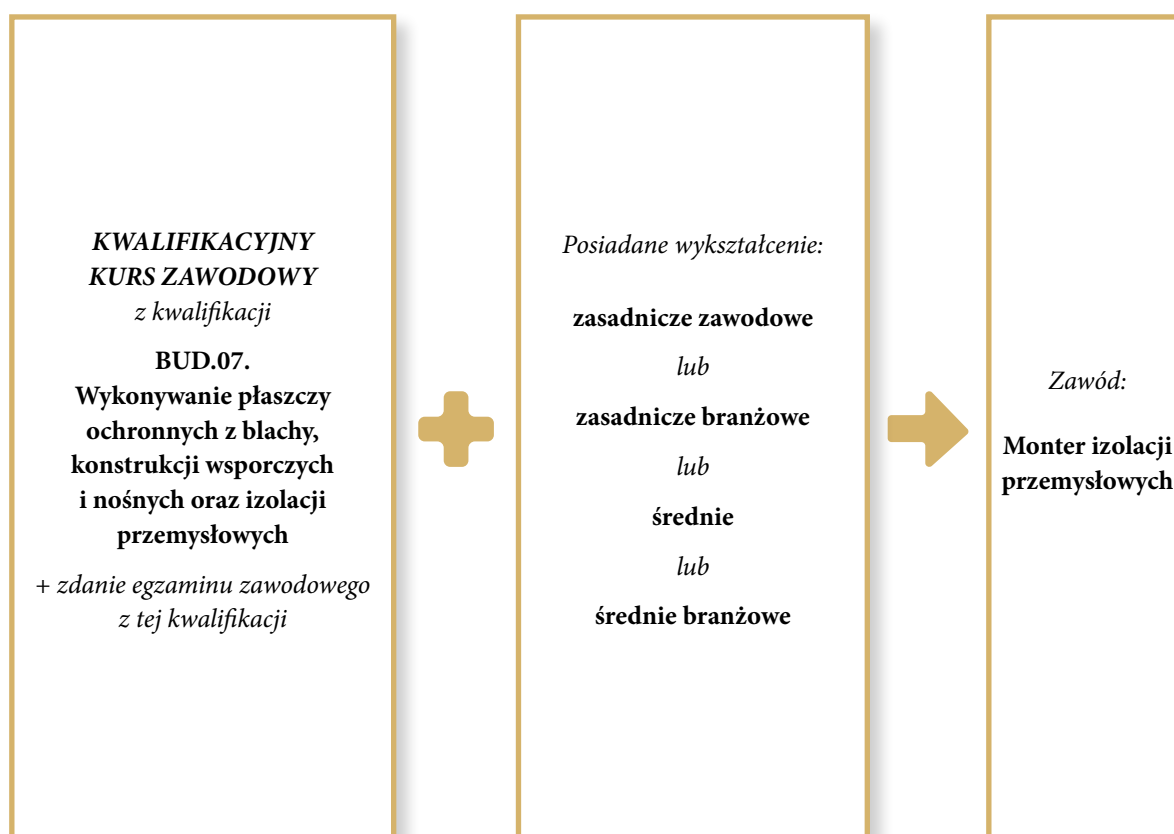 KWALIFIKACYJNY
KURS ZAWODOWY
z kwalifikacji
BUD.07.
Wykonywanie płaszczy
ochronnych z blachy,
konstrukcji wsporczych
i nośnych oraz izolacji
przemysłowych
+ zdanie egzaminu zawodowego
z tej kwalifikacji
Posiadane wykształcenie:
zasadnicze zawodowe
lub
zasadnicze branżowe
lub
średnie
lub
średnie branżowe
Zawód:
Monter izolacji
przemysłowych